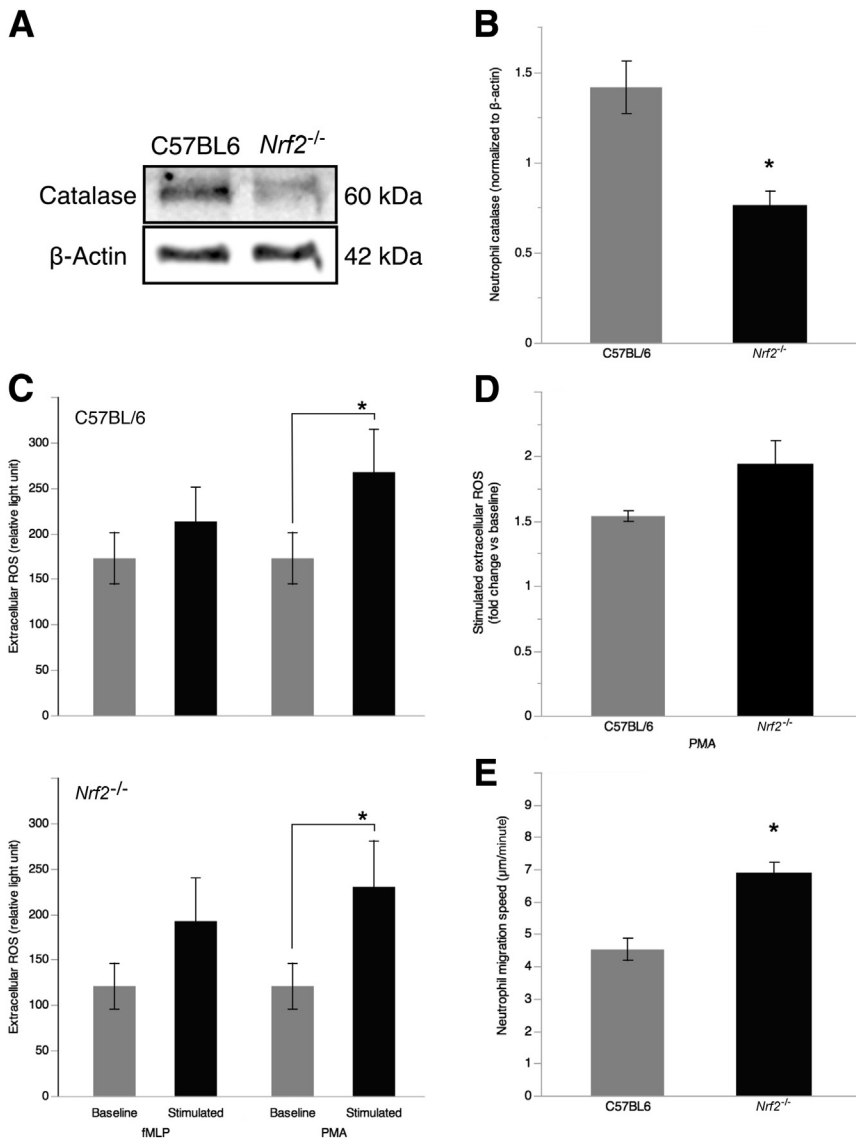 A
C57BL6 Nrf2-/-
Catalase 60 kDa
β-Actin 42 kDa
B
Neutrophil catalase (normalized to β-actin)
1.5
1
0.5
0
*
C57BL/6 Nrf2-/-
C
C57BL/6
Extracellular ROS (relative light unit)
300
250
200
150
100
50
0
*
Nrf2-/-
Extracellular ROS (relative light unit)
300
250
200
150
100
50
0
*
Baseline Stimulated Baseline Stimulated
fMLP PMA
D
Stimulated extracellular ROS
(fold change vs baseline)
2
1.5
1
0.5
0
C57BL/6 Nrf2-/-
PMA
E
Neutrophil migration speed (µm/minute)
9
8
7
6
5
4
3
2
1
0
*
C57BL6 Nrf2-/-